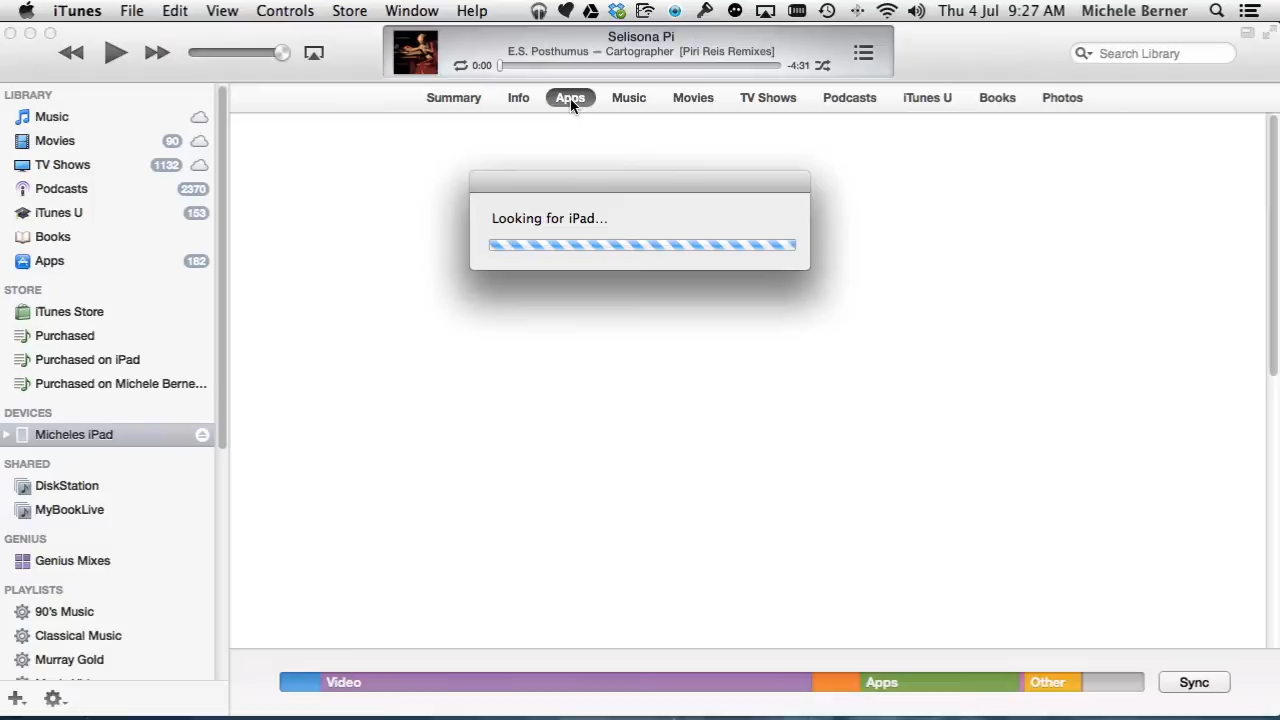 iTunes File Edit View Controls Store Window Help Thu 4 Jul 9:27 AM Michele Berner
Selisona Pi
E.S. Posthumus — Cartographer [Piri Reis Remixes]
0:00 -4:31
Search Library
Summary Info Apps Music Movies TV Shows Podcasts iTunes U Books Photos
LIBRARY
Music
Movies 90
TV Shows 1132
Podcasts 2370
iTunes U 153
Books
Apps 182
STORE
iTunes Store
Purchased
Purchased on iPad
Purchased on Michele Berne...
DEVICES
Micheles iPad
SHARED
DiskStation
MyBookLive
GENIUS
Genius Mixes
PLAYLISTS
90's Music
Classical Music
Murray Gold
Looking for iPad...
Video Apps Other Sync